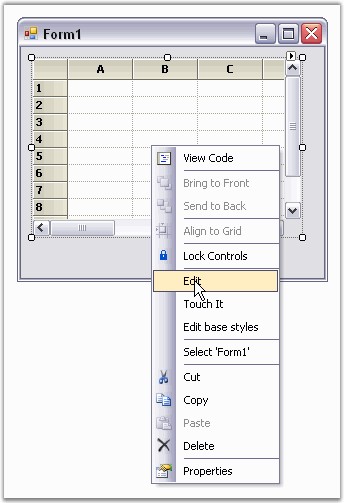 Form1
A B C
1
2
3
4
5
6
7
8
View Code
Bring to Front
Send to Back
Align to Grid
Lock Controls
Edit
Touch It
Edit base styles
Select 'Form1'
Cut
Copy
Paste
Delete
Properties